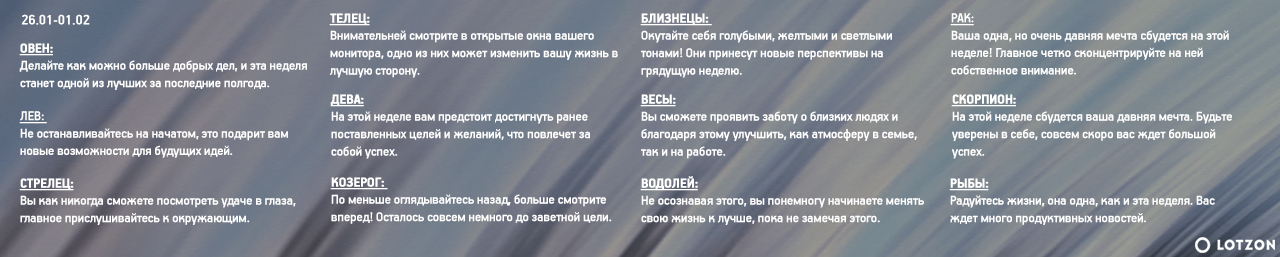 26.01-01.02
ОВЕН:
Делайте как можно больше добрых дел, и эта неделя
станет одной из лучших за последние полгода.
ТЕЛЕЦ:
Внимательней смотрите в открытые окна вашего
монитора, одно из них может изменить вашу жизнь в
лучшую сторону.
БЛИЗНЕЦЫ:
Окутайте себя голубыми, желтыми и светлыми
тонами! Они принесут новые перспективы на
грядущую неделю.
РАК:
Ваша одна, но очень давняя мечта сбудется на этой
неделе! Главное четко сконцентрируйте на ней
собственное внимание.
ЛЕВ:
Не останавливайтесь на начатом, это подарит вам
новые возможности для будущих идей.
ДЕВА:
На этой неделе вам предстоит достигнуть ранее
поставленных целей и желаний, что повлечет за
собой успех.
ВЕСЫ:
Вы сможете проявить заботу о близких людях и
благодаря этому улучшить, как атмосферу в семье,
так и на работе.
СКОРПИОН:
На этой неделе сбудется ваша давняя мечта. Будьте
уверены в себе, совсем скоро вас ждет большой
успех.
СТРЕЛЕЦ:
Вы как никогда сможете посмотреть удаче в глаза,
главное прислушивайтесь к окружающим.
КОЗЕРОГ:
По меньше оглядывайтесь назад, больше смотрите
вперед! Осталось совсем немного до заветной цели.
ВОДОЛЕЙ:
Не осознавая этого, вы понемногу начинаете менять
свою жизнь к лучше, пока не замечая этого.
РЫБЫ:
Радуйтесь жизни, она одна, как и эта неделя. Вас
ждет много продуктивных новостей.
LOTZON